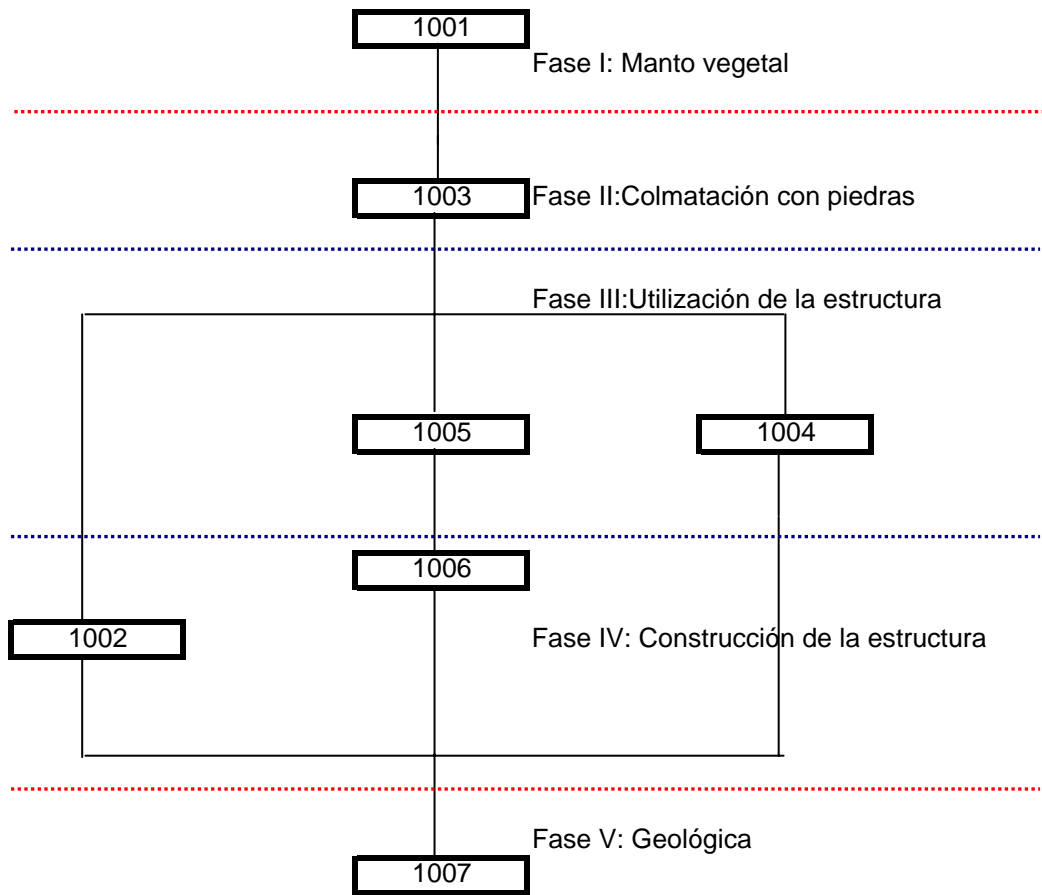 1001
Fase I: Manto vegetal
1003 Fase II:Colmatación con piedras
Fase III:Utilización de la estructura
1005 1004
1006
1002 Fase IV: Construcción de la estructura
Fase V: Geológica
1007